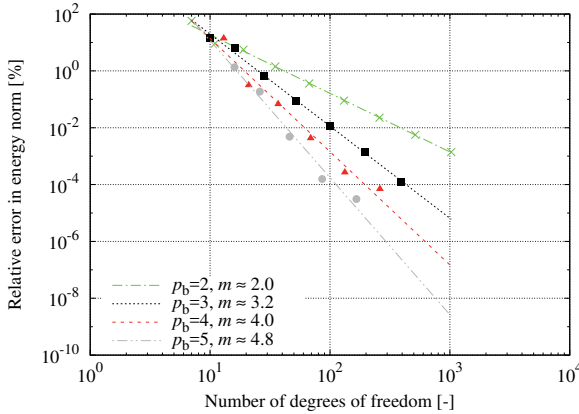 10^2
10^0
10^-2
10^-4
10^-6
10^-8
10^-10
Relative error in energy norm [%]
p_b=2, m ≈ 2.0
p_b=3, m ≈ 3.2
p_b=4, m ≈ 4.0
p_b=5, m ≈ 4.8
10^0 10^1 10^2 10^3 10^4
Number of degrees of freedom [-]